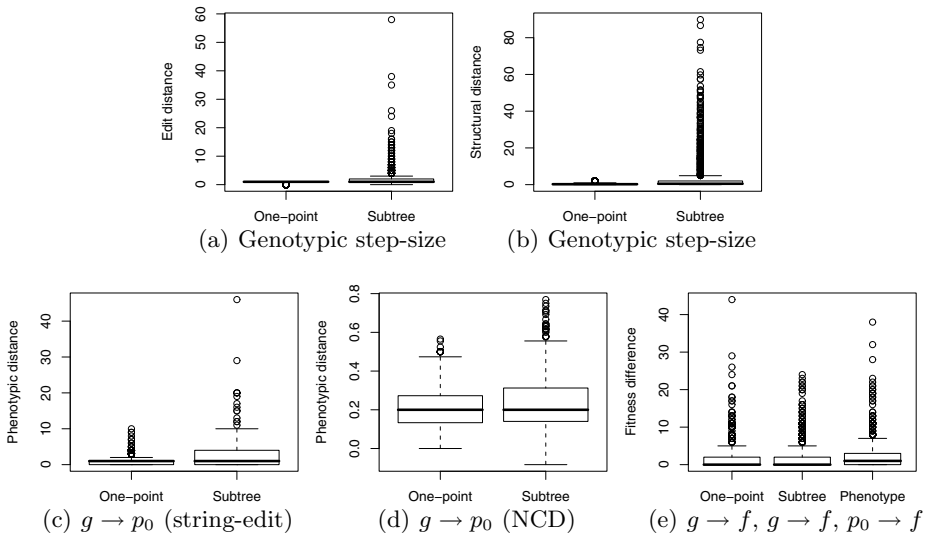 Edit distance
0 10 20 30 40 50 60
One−point Subtree
(a) Genotypic step-size
Structural distance
0 20 40 60 80
One−point Subtree
(b) Genotypic step-size
Phenotypic distance
0 10 20 30 40
One−point Subtree
(c) g → p₀ (string-edit)
Phenotypic distance
0.0 0.2 0.4 0.6 0.8
One−point Subtree
(d) g → p₀ (NCD)
Fitness difference
0 10 20 30 40
One−point Subtree Phenotype
(e) g → f, g → f, p₀ → f